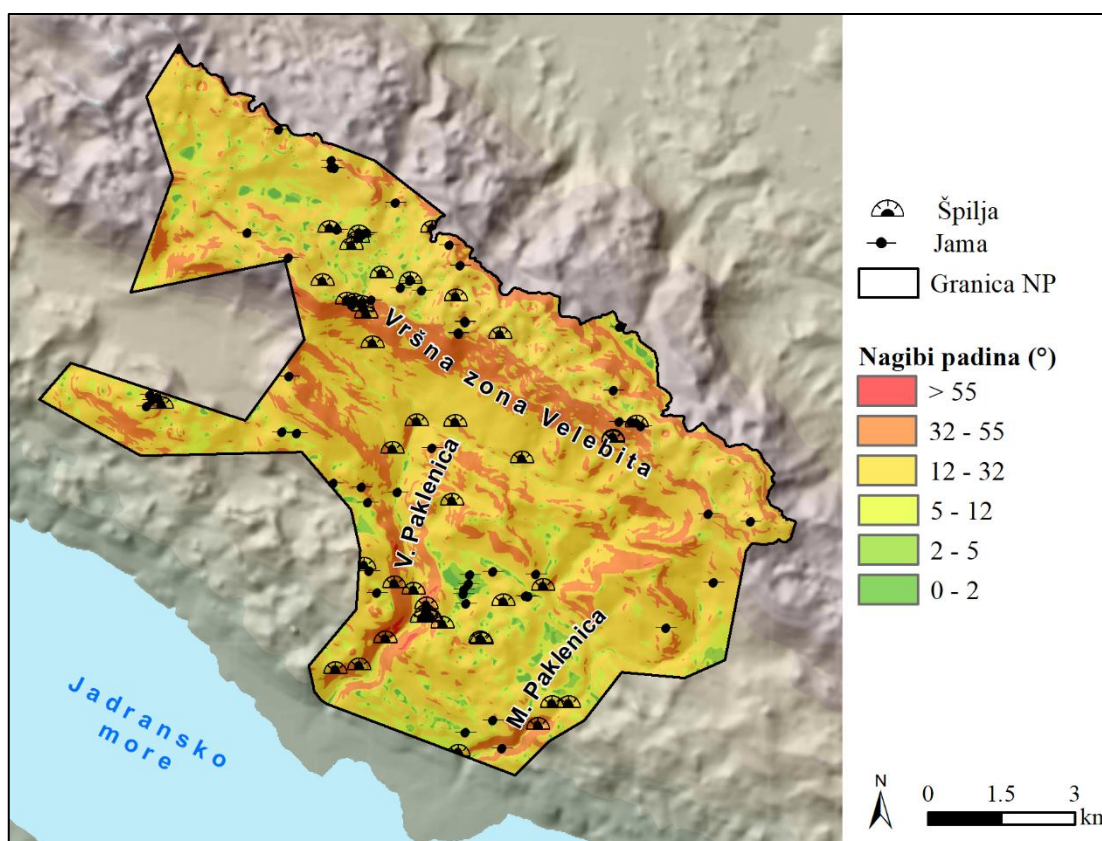 Vršna zona Velebita
V. Paklenica
M. Paklenica
Jadransko
more
Špilja
Jama
Granica NP
Nagibi padina (°)
> 55
32 - 55
12 - 32
5 - 12
2 - 5
0 - 2
N
0 1.5 3
km